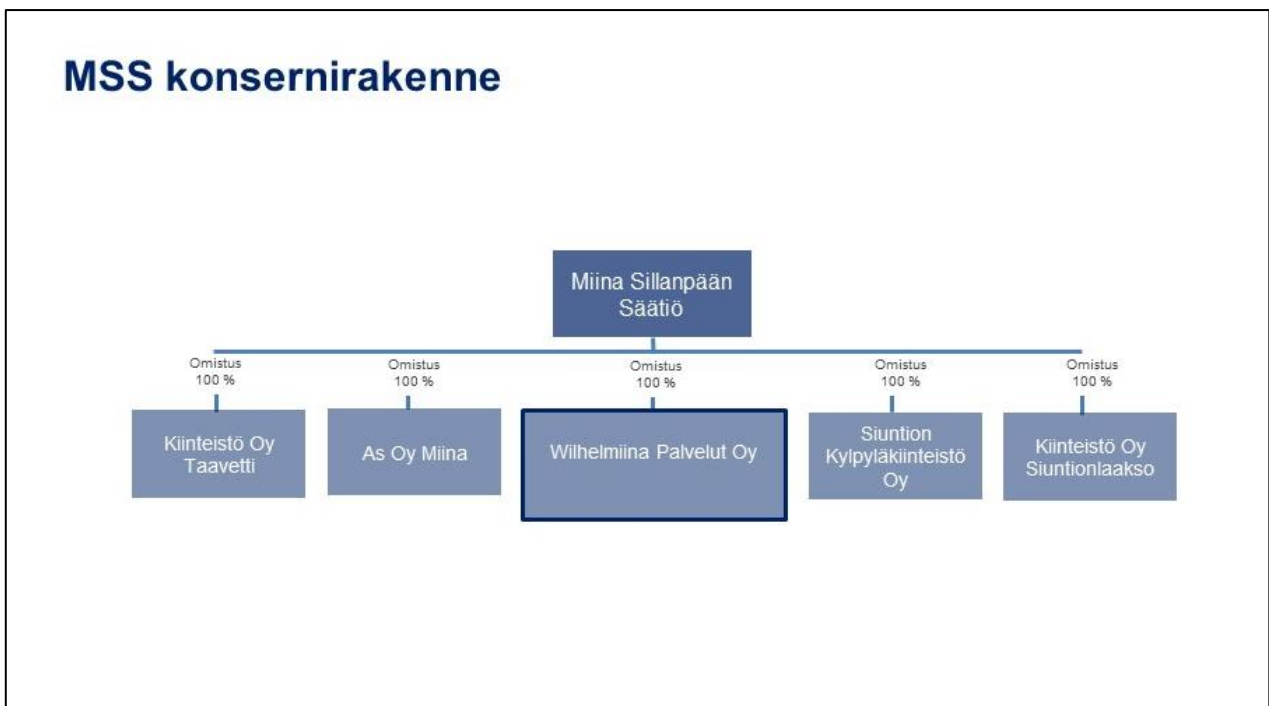 MSS konsernirakenne
Miina Sillanpään
Säätiö
Omistus
100 %
Omistus
100 %
Omistus
100 %
Omistus
100 %
Omistus
100 %
Kiinteistö Oy
Taavetti
As Oy Miina
Wilhelmiina Palvelut Oy
Siuntion
Kylpyläkiinteistö
Oy
Kiinteistö Oy
Siuntionlaakso